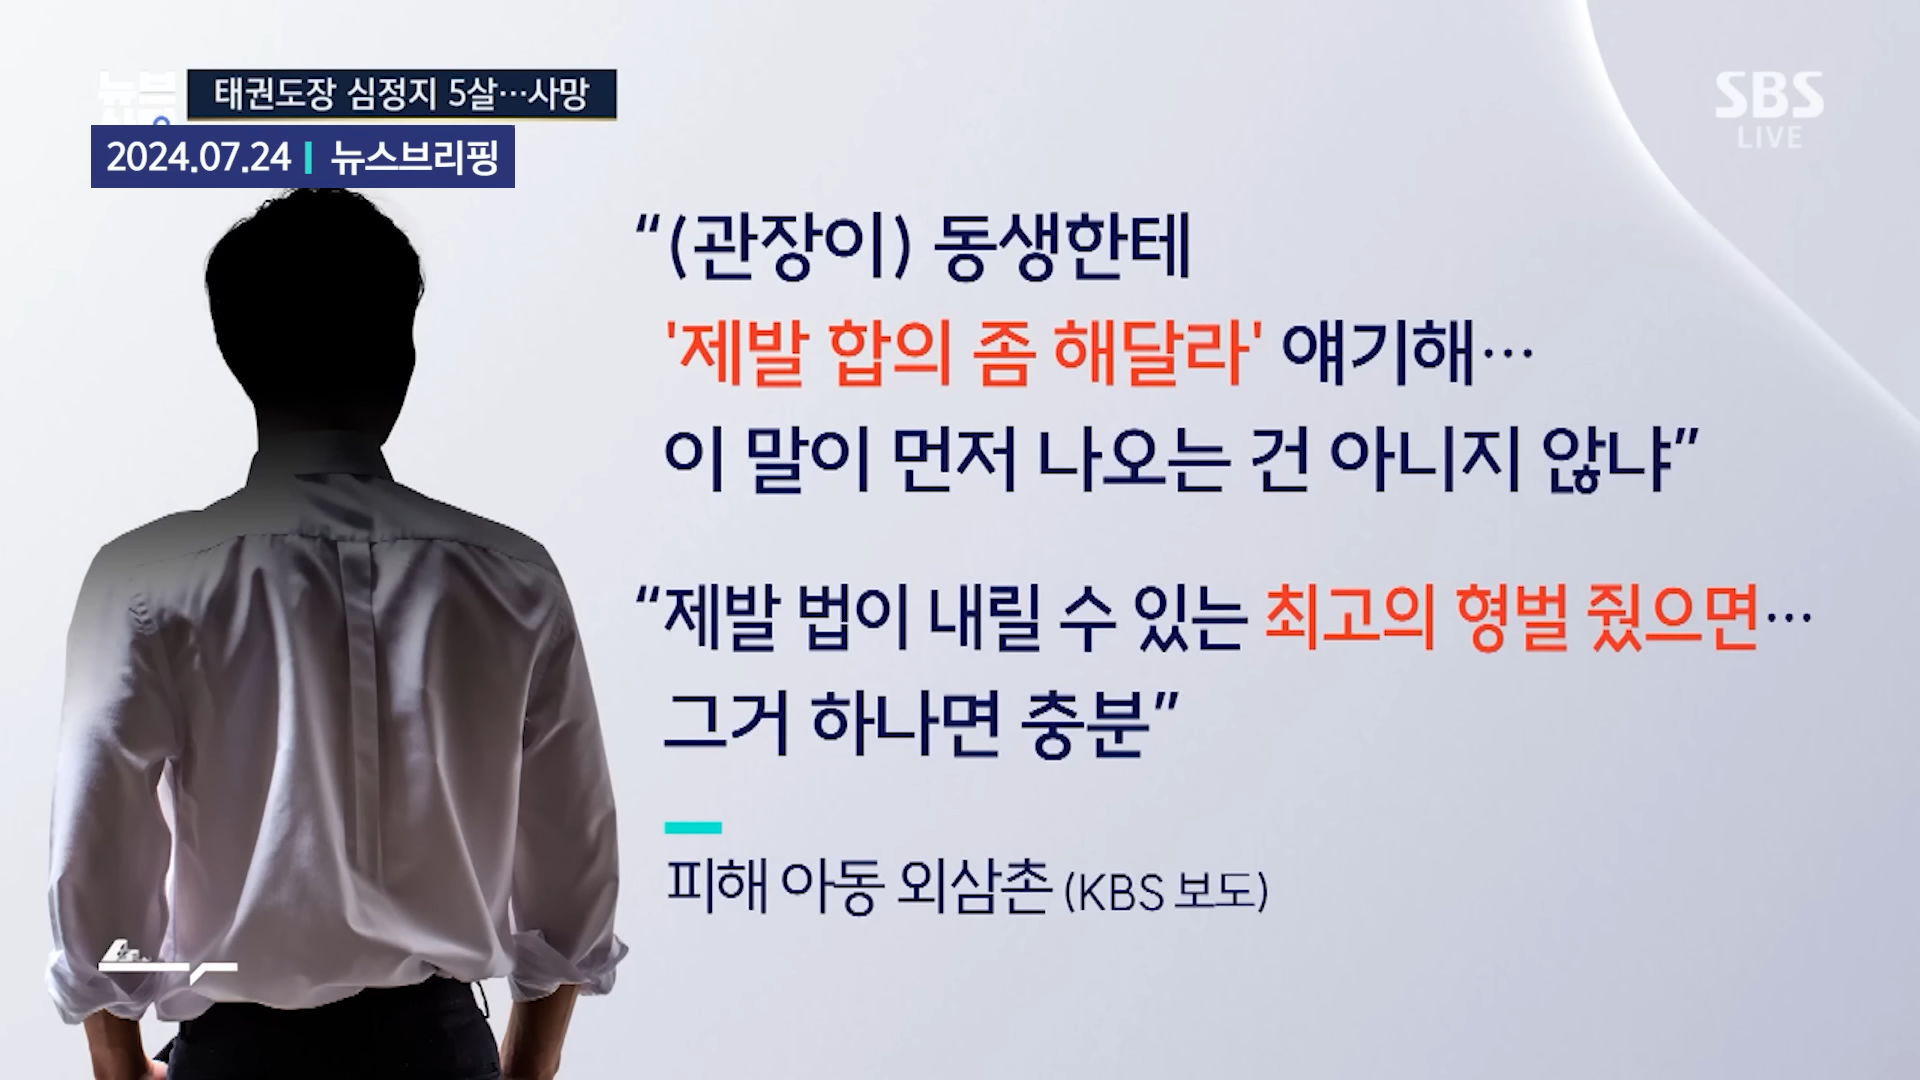 태권도장 심정지 5살…사망
SBS
LIVE
2024.07.24 | 뉴스브리핑
“(관장이) 동생한테
'제발 합의 좀 해달라' 얘기해…
이 말이 먼저 나오는 건 아니지 않냐”
“제발 법이 내릴 수 있는 최고의 형벌 줬으면…
그거 하나면 충분”
피해 아동 외삼촌 (KBS 보도)